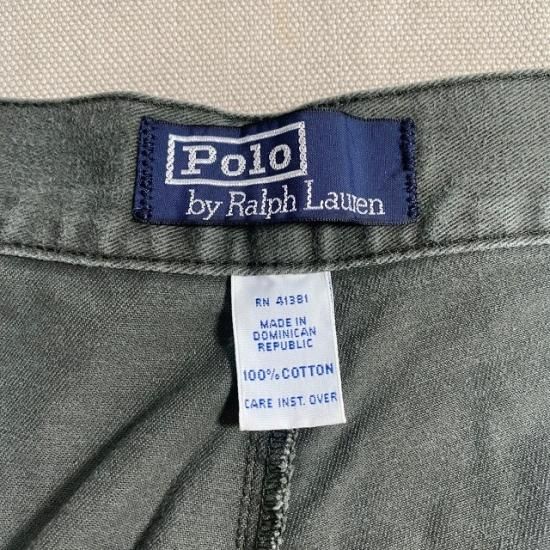 Polo
by Ralph Lauren
RN 41381
MADE IN
DOMINICAN
REPUBLIC
100% COTTON
CARE INST. OVER